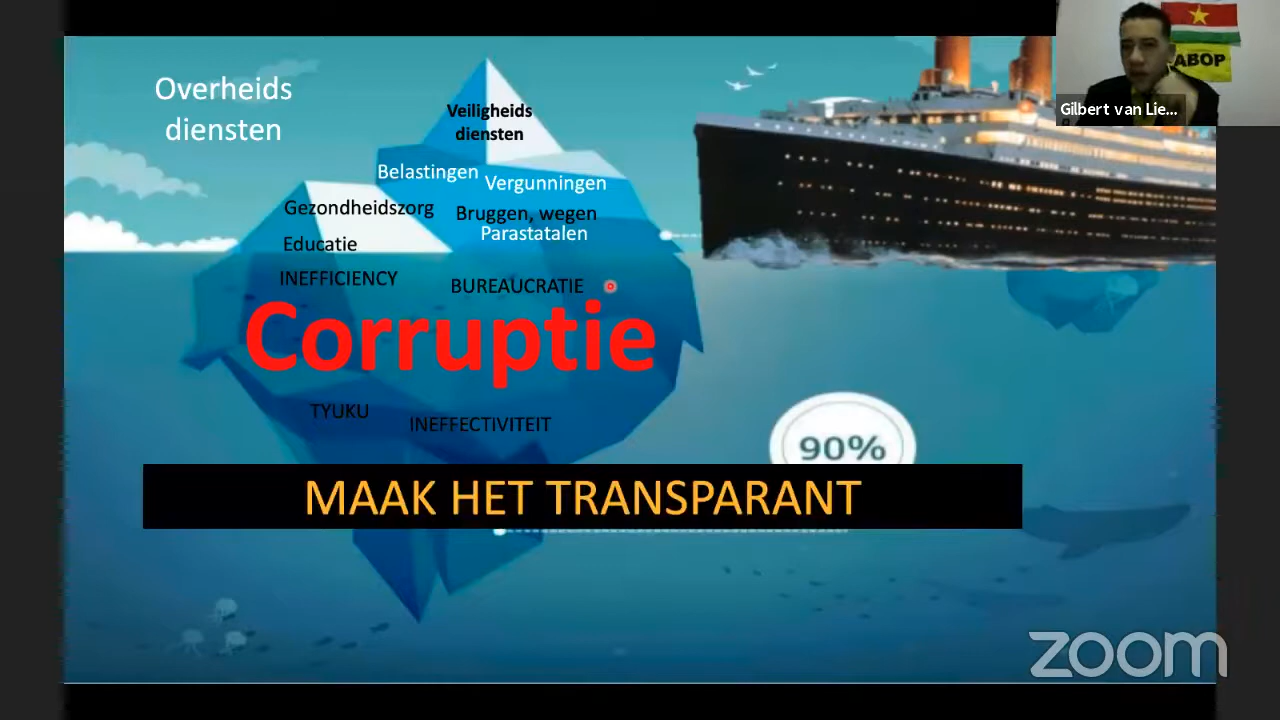 Overheids
diensten
Veiligheids
diensten
Belastingen
Vergunningen
Gezondheidszorg
Bruggen, wegen
Parastatalen
Educatie
INEFFICIENCY
BUREAUCRATIE
Corruptie
TYUKU
INEFFECTIVITEIT
90%
MAAK HET TRANSPARANT
ABOP
Gilbert van Lie...
zoom